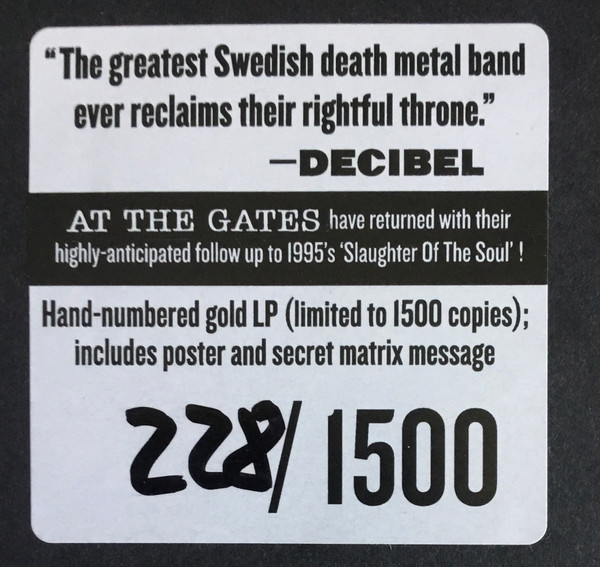 “The greatest Swedish death metal band
ever reclaims their rightful throne.”
—DECIBEL
AT THE GATES have returned with their
highly-anticipated follow up to 1995's ‘Slaughter Of The Soul’ !
Hand-numbered gold LP (limited to 1500 copies);
includes poster and secret matrix message
228/ 1500